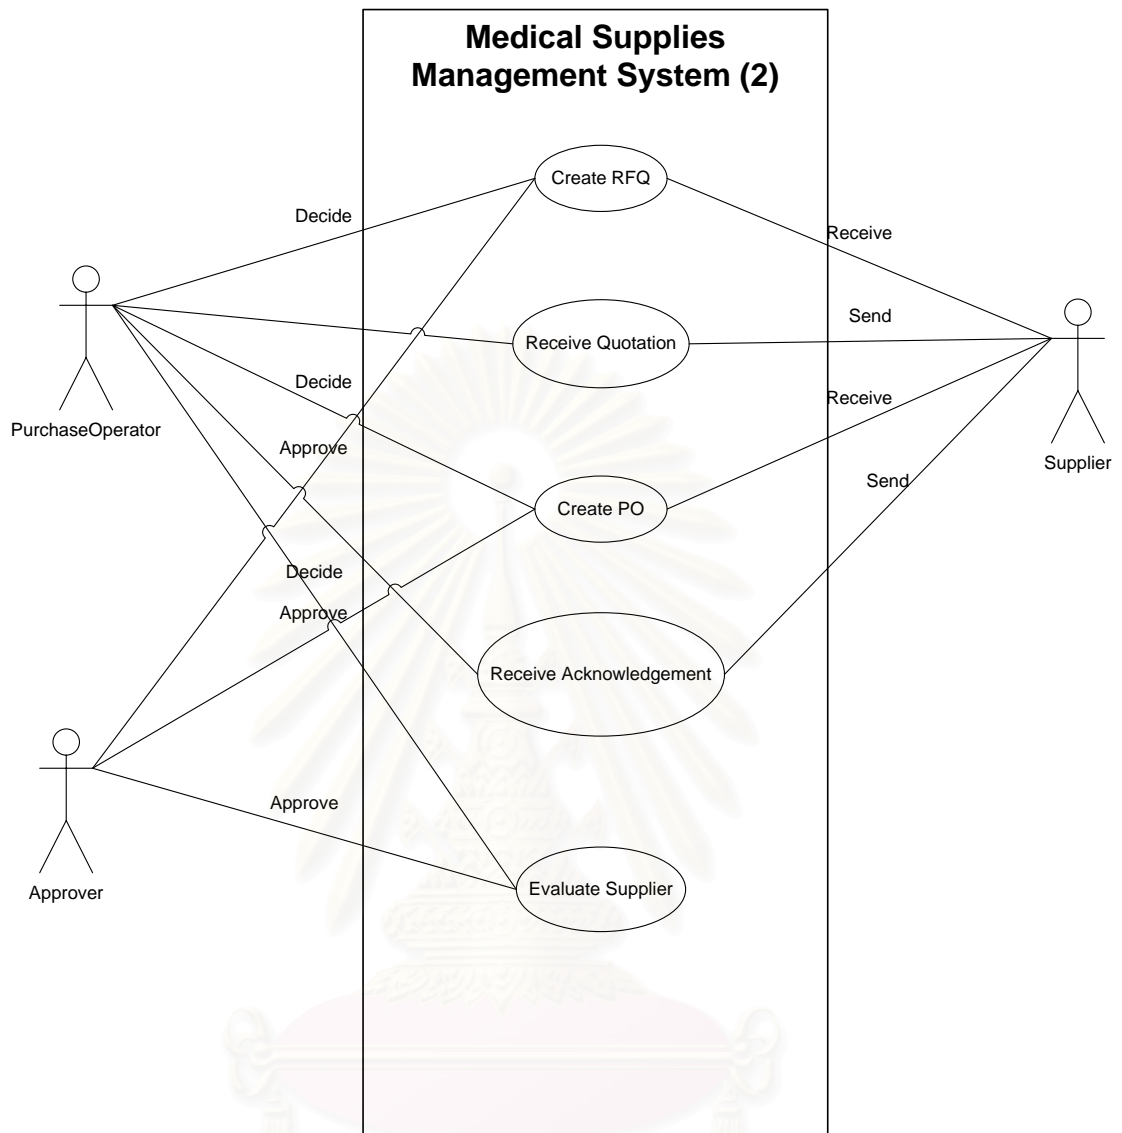 Medical Supplies
Management System (2)
Create RFQ
Decide
Receive
Send
Receive Quotation
Decide
Receive
PurchaseOperator
Approve
Supplier
Send
Create PO
Decide
Approve
Receive Acknowledgement
Approve
Evaluate Supplier
Approver